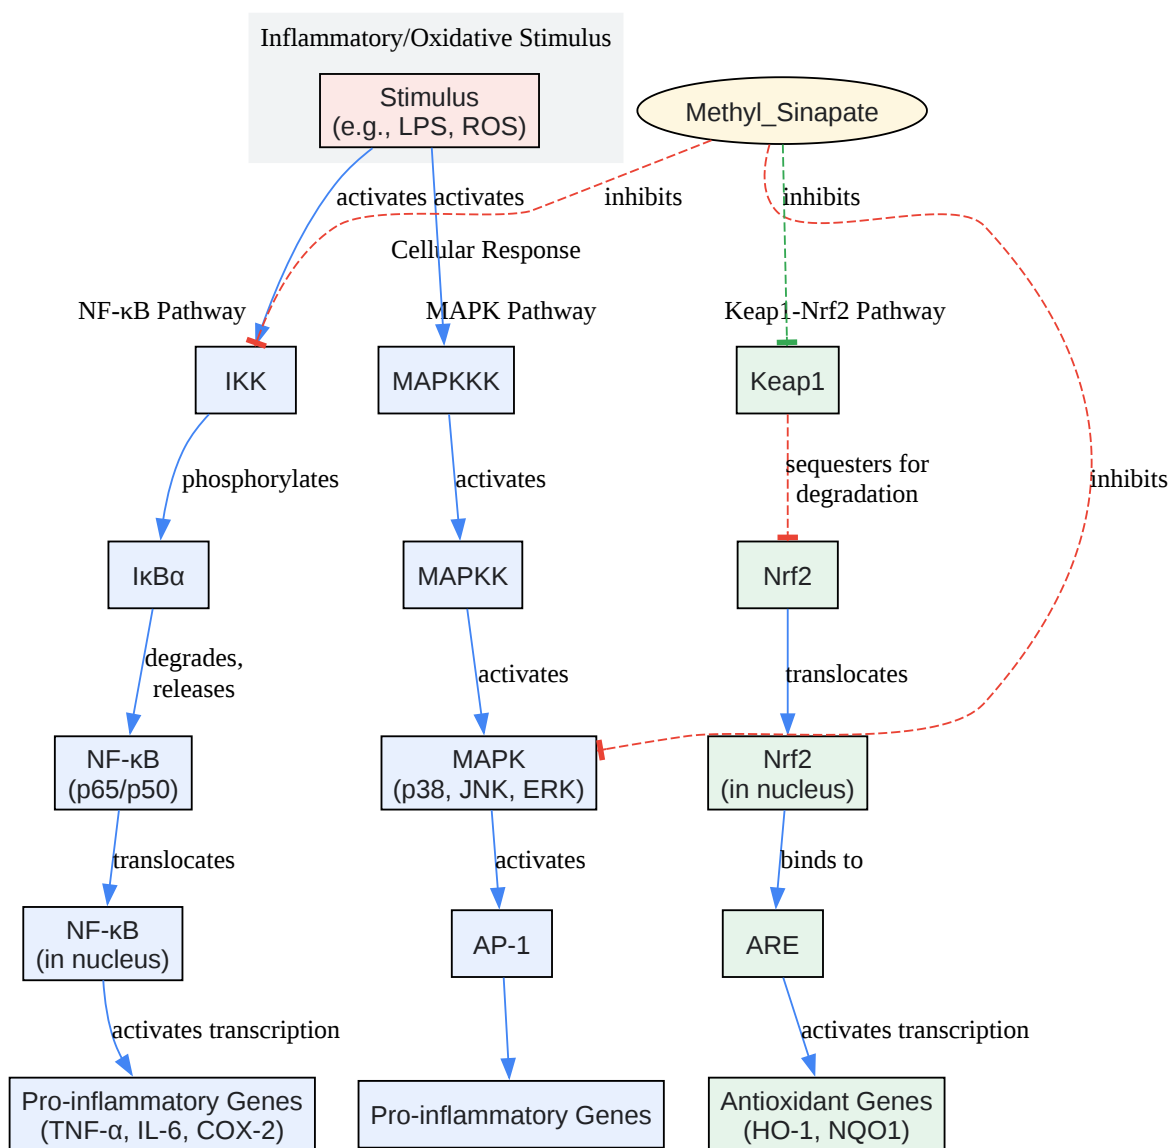 Inflammatory/Oxidative Stimulus
Stimulus
(e.g., LPS, ROS)
Methyl_Sinapate
activates
activates
inhibits
inhibits
Cellular Response
NF-κB Pathway
MAPK Pathway
Keap1-Nrf2 Pathway
IKK
MAPKKK
Keap1
phosphorylates
activates
sequesters for
degradation
inhibits
IκBα
MAPKK
Nrf2
degrades,
releases
activates
translocates
NF-κB
(p65/p50)
MAPK
(p38, JNK, ERK)
Nrf2
(in nucleus)
translocates
activates
binds to
NF-κB
(in nucleus)
AP-1
ARE
activates transcription
activates transcription
Pro-inflammatory Genes
(TNF-α, IL-6, COX-2)
Pro-inflammatory Genes
Antioxidant Genes
(HO-1, NQO1)